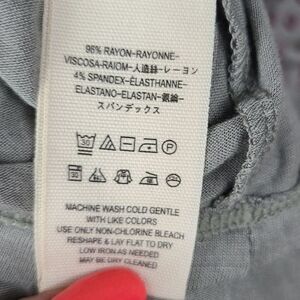 96% RAYON-RAYONNE-
VISCOSA-RAIOM-人造絲-レーヨン
4% SPANDEX-ÉLASTHANNE-
ELASTANO-ELASTAN-氨綸-
スパンデックス
MACHINE WASH COLD GENTLE
WITH LIKE COLORS
USE ONLY NON-CHLORINE BLEACH
RESHAPE & LAY FLAT TO DRY
LOW IRON AS NEEDED
MAY BE DRY CLEANED